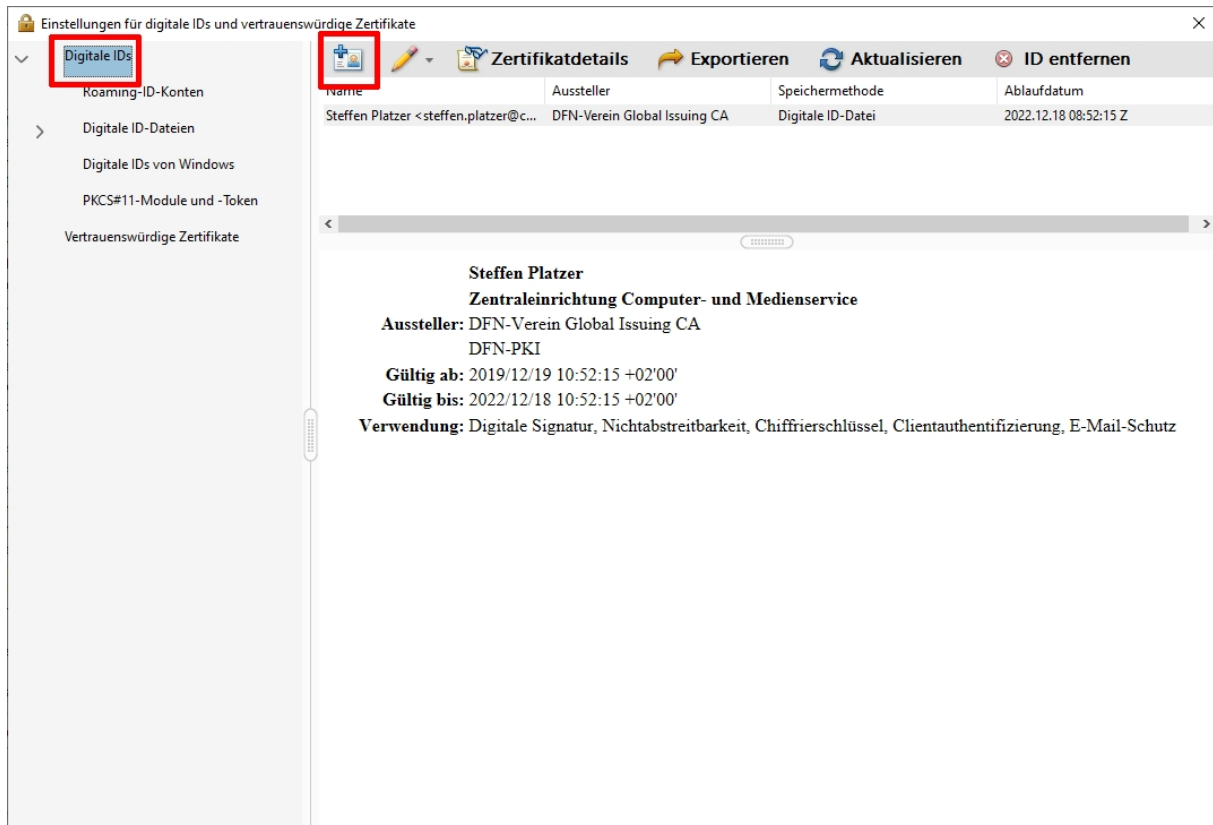 Einstellungen für digitale IDs und vertrauenswürdige Zertifikate
Digitale IDs
Roaming-ID-Konten
Digitale ID-Dateien
Digitale IDs von Windows
PKCS#11-Module und -Token
Vertrauenswürdige Zertifikate
Zertifikatdetails Exportieren Aktualisieren ID entfernen
Name Aussteller Speichermethode Ablaufdatum
Steffen Platzer <steffen.platzer@c... DFN-Verein Global Issuing CA Digitale ID-Datei 2022.12.18 08:52:15 Z
Steffen Platzer
Zentraleinrichtung Computer- und Medienservice
Aussteller: DFN-Verein Global Issuing CA
DFN-PKI
Gültig ab: 2019/12/19 10:52:15 +02'00'
Gültig bis: 2022/12/18 10:52:15 +02'00'
Verwendung: Digitale Signatur, Nichtabstreitbarkeit, Chiffrierschlüssel, Clientauthentifizierung, E-Mail-Schutz